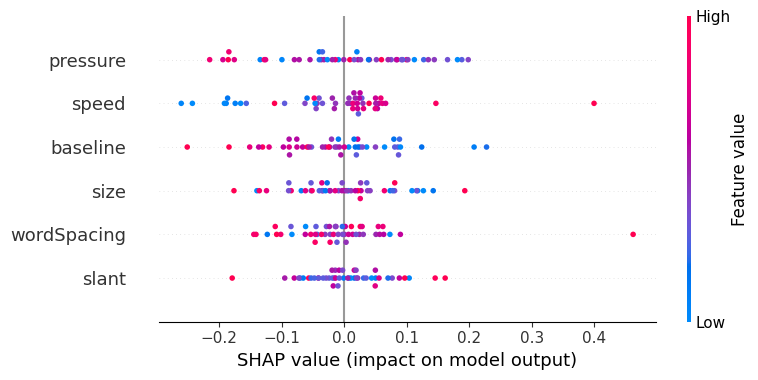 High
pressure
speed
baseline
size
wordSpacing
slant
Feature value
Low
−0.2 −0.1 0.0 0.1 0.2 0.3 0.4
SHAP value (impact on model output)